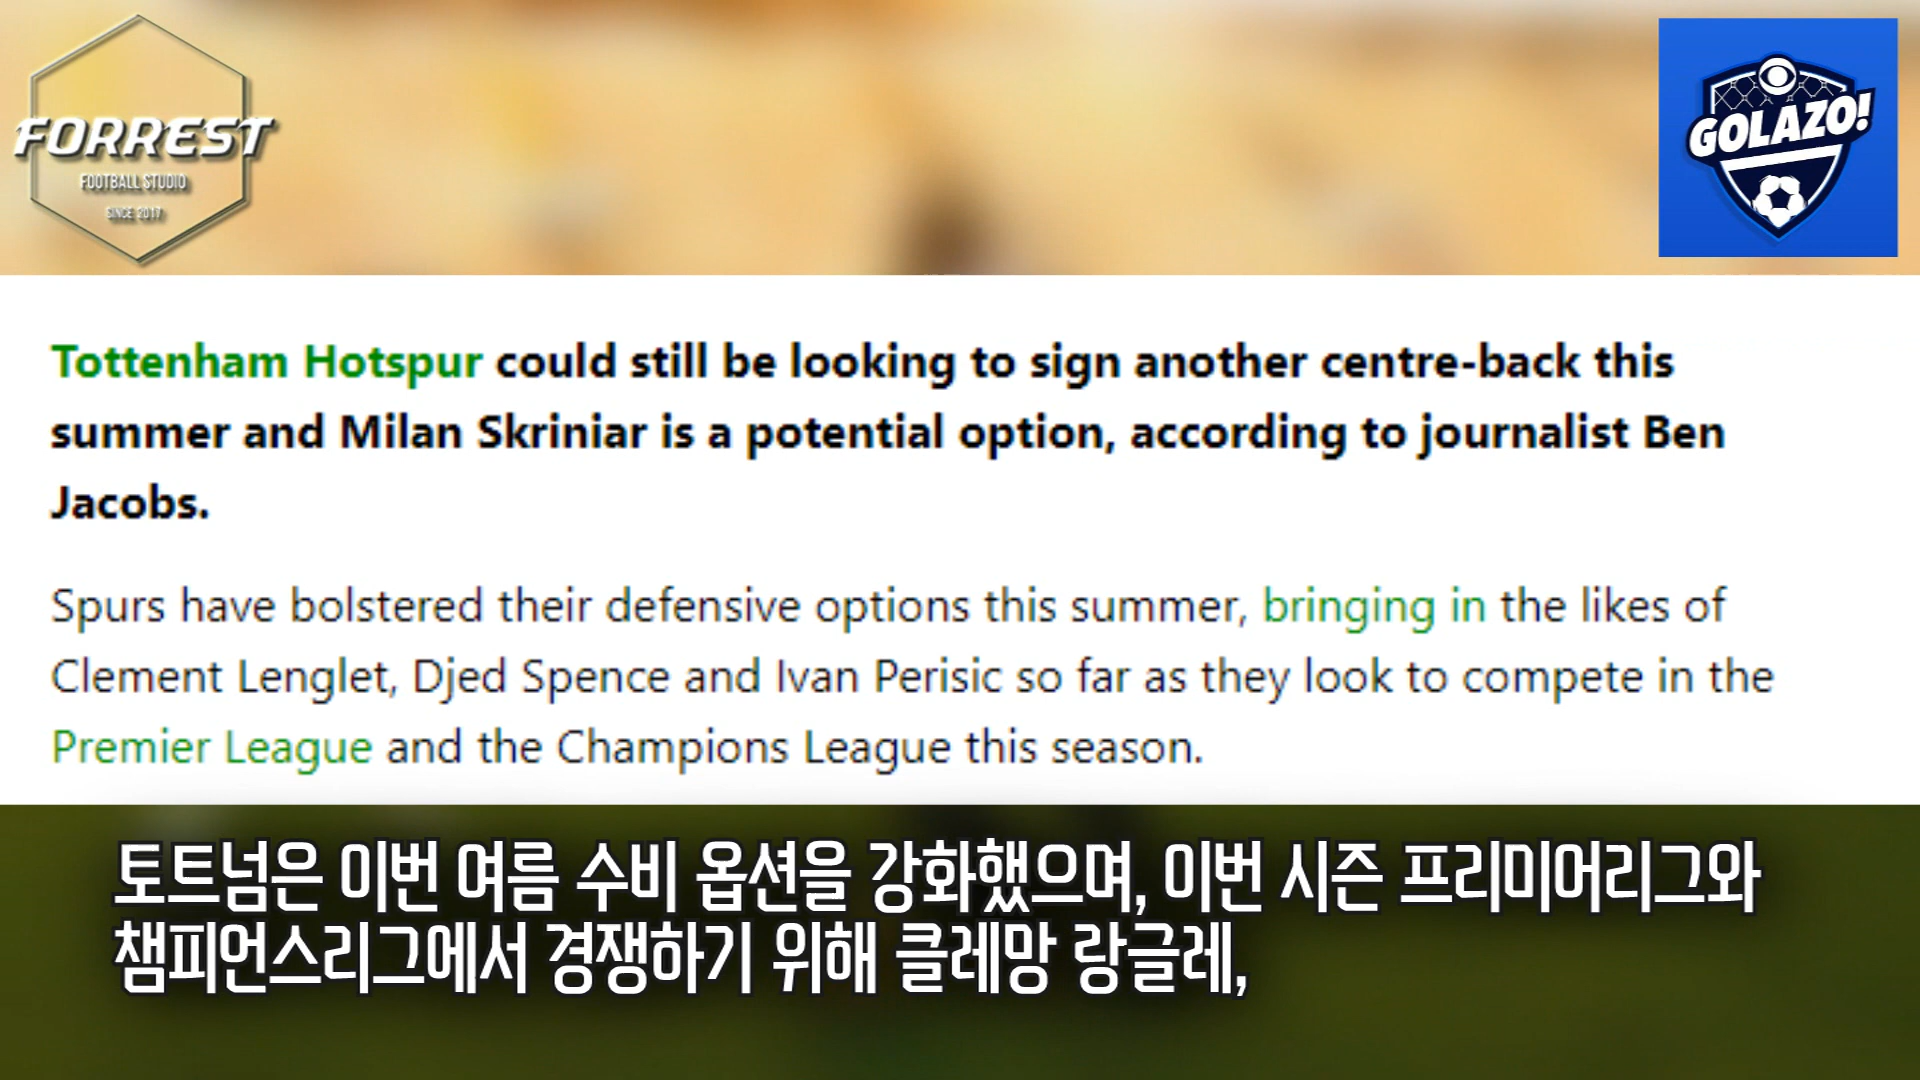 FORREST
FOOTBALL STUDIO
SINCE 2017
GOLAZO!
Tottenham Hotspur could still be looking to sign another centre-back this
summer and Milan Skriniar is a potential option, according to journalist Ben
Jacobs.
Spurs have bolstered their defensive options this summer, bringing in the likes of
Clement Lenglet, Djed Spence and Ivan Perisic so far as they look to compete in the
Premier League and the Champions League this season.
토트넘은 이번 여름 수비 옵션을 강화했으며, 이번 시즌 프리미어리그와
챔피언스리그에서 경쟁하기 위해 클레망 랑글레,